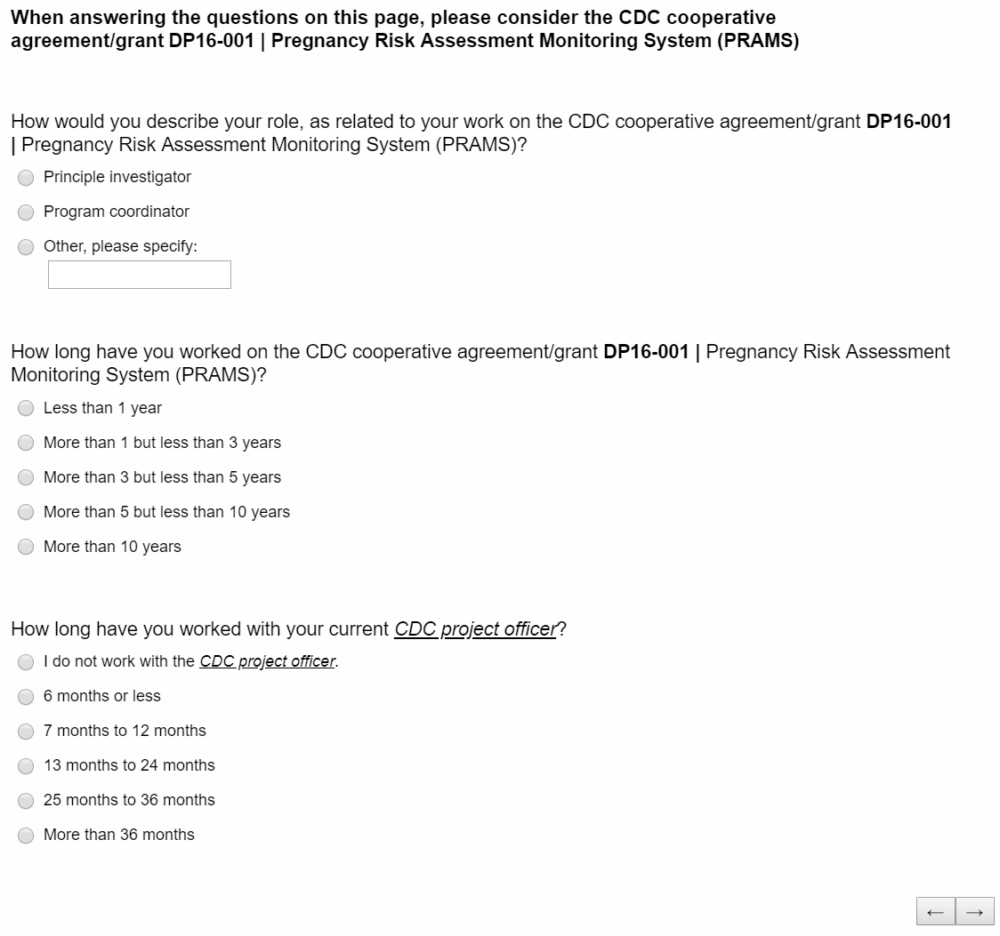 When answering the questions on this page, please consider the CDC cooperative
agreement/grant DP16-001 | Pregnancy Risk Assessment Monitoring System (PRAMS)
How would you describe your role, as related to your work on the CDC cooperative agreement/grant DP16-001
| Pregnancy Risk Assessment Monitoring System (PRAMS)?
Principle investigator
Program coordinator
Other, please specify:
How long have you worked on the CDC cooperative agreement/grant DP16-001 | Pregnancy Risk Assessment
Monitoring System (PRAMS)?
Less than 1 year
More than 1 but less than 3 years
More than 3 but less than 5 years
More than 5 but less than 10 years
More than 10 years
How long have you worked with your current CDC project officer?
I do not work with the CDC project officer.
6 months or less
7 months to 12 months
13 months to 24 months
25 months to 36 months
More than 36 months
← →